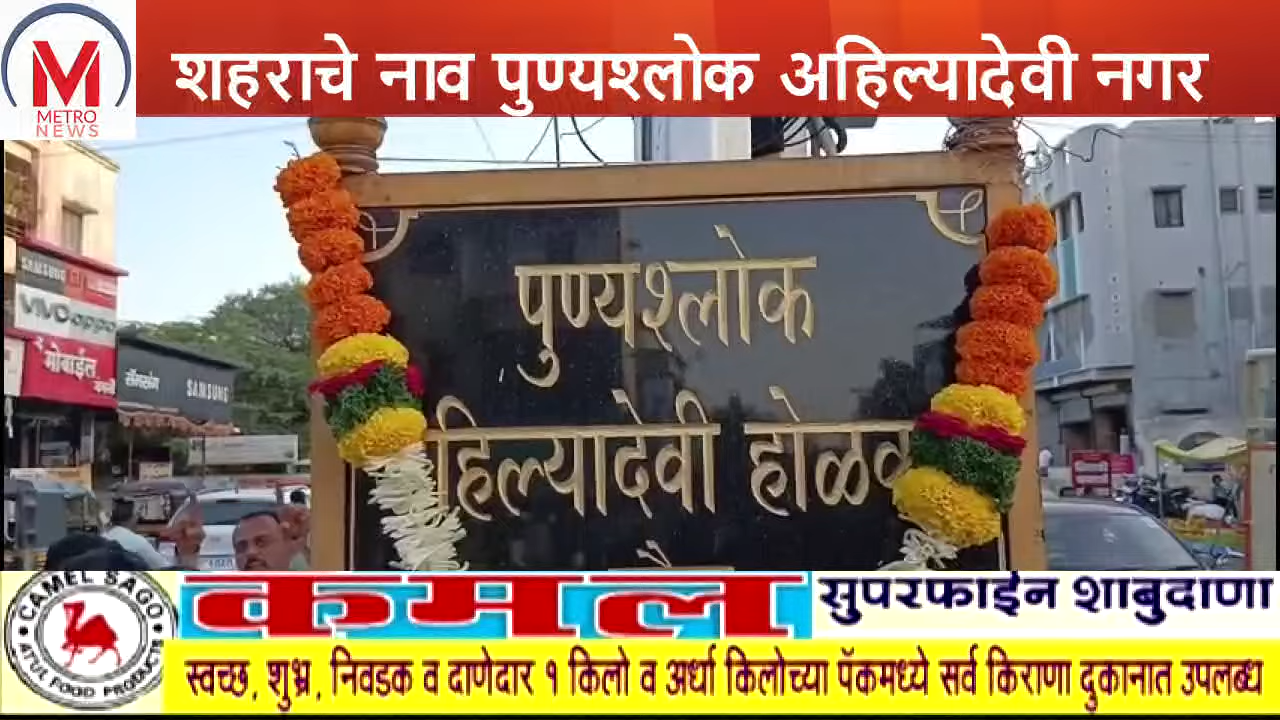 METRO
NEWS
शहराचे नाव पुण्यश्लोक अहिल्यादेवी नगर
SAMSUNG
vivo oppo
मोबाईल
सॅमसंग SAMSUNG
पुण्यश्लोक
हिल्यादेवी होळक
CAMEL SAGO
ATUL FOOD PRODUCTS
कमल सुपरफाईन शाबुदाणा
स्वच्छ, शुभ्र, निवडक व दाणेदार १ किलो व अर्धा किलोच्या पॅकमध्ये सर्व किराणा दुकानात उपलब्ध